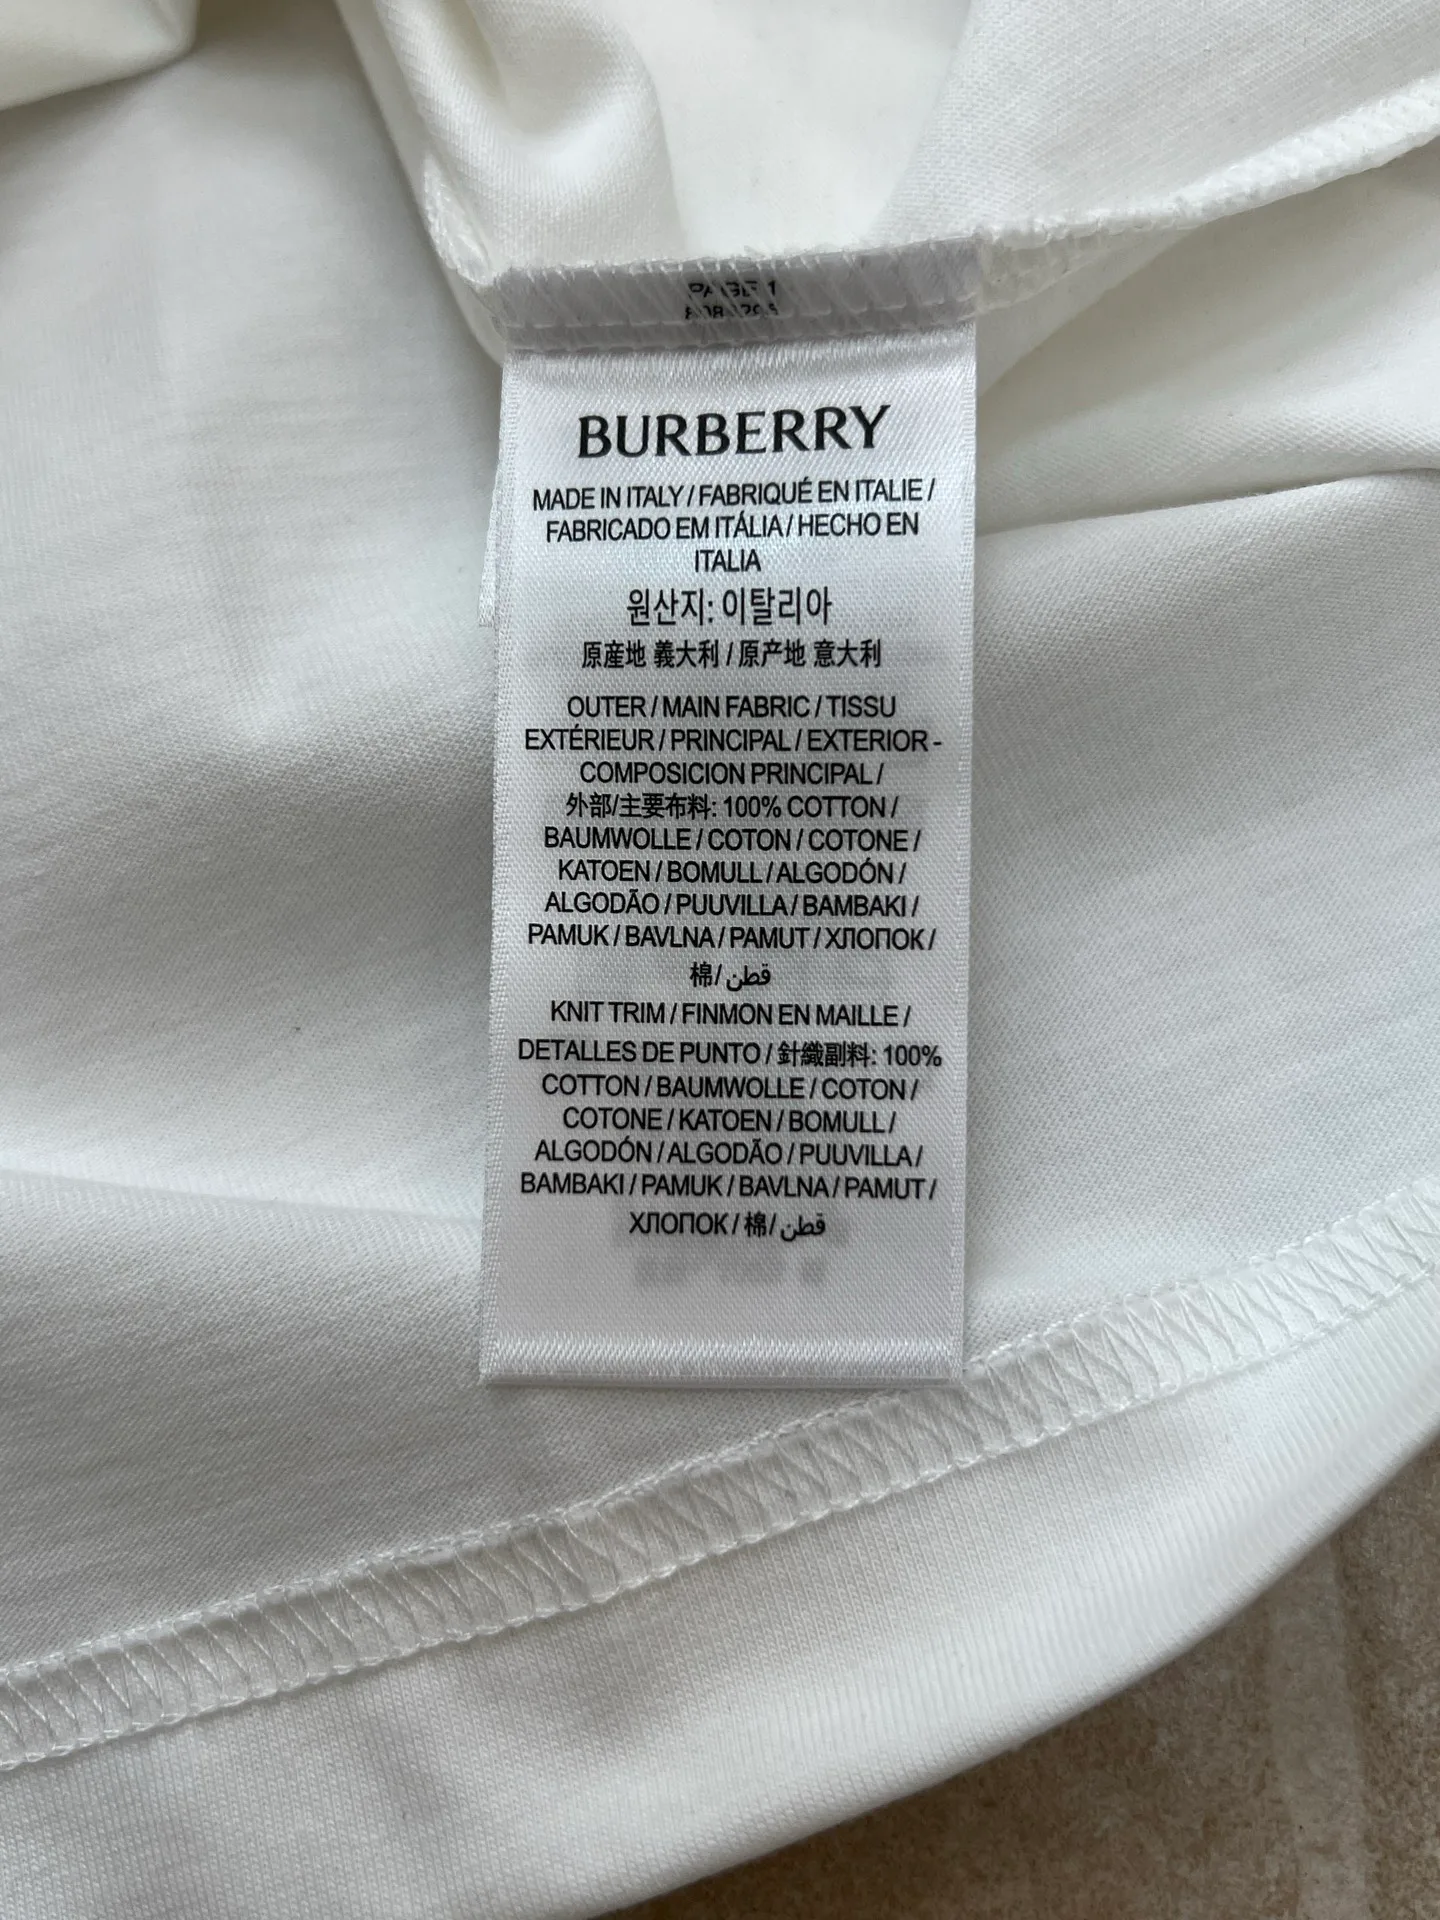 PAGE 1
BURBERRY
MADE IN ITALY / FABRIQUÉ EN ITALIE /
FABRICADO EM ITÁLIA / HECHO EN
ITALIA
원산지: 이탈리아
原産地 義大利 / 原产地 意大利
OUTER / MAIN FABRIC / TISSU
EXTÉRIEUR / PRINCIPAL / EXTERIOR -
COMPOSICION PRINCIPAL /
外部/主要布料: 100% COTTON /
BAUMWOLLE / COTON / COTONE /
KATOEN / BOMULL / ALGODÓN /
ALGODÃO / PUUVILLA / BAMBAKI /
PAMUK / BAVLNA / PAMUT / ХЛОПОК /
棉/ قطن
KNIT TRIM / FINMON EN MAILLE /
DETALLES DE PUNTO / 針織副料: 100%
COTTON / BAUMWOLLE / COTON /
COTONE / KATOEN / BOMULL /
ALGODÓN / ALGODÃO / PUUVILLA /
BAMBAKI / PAMUK / BAVLNA / PAMUT /
ХЛОПОК / 棉/ قطن